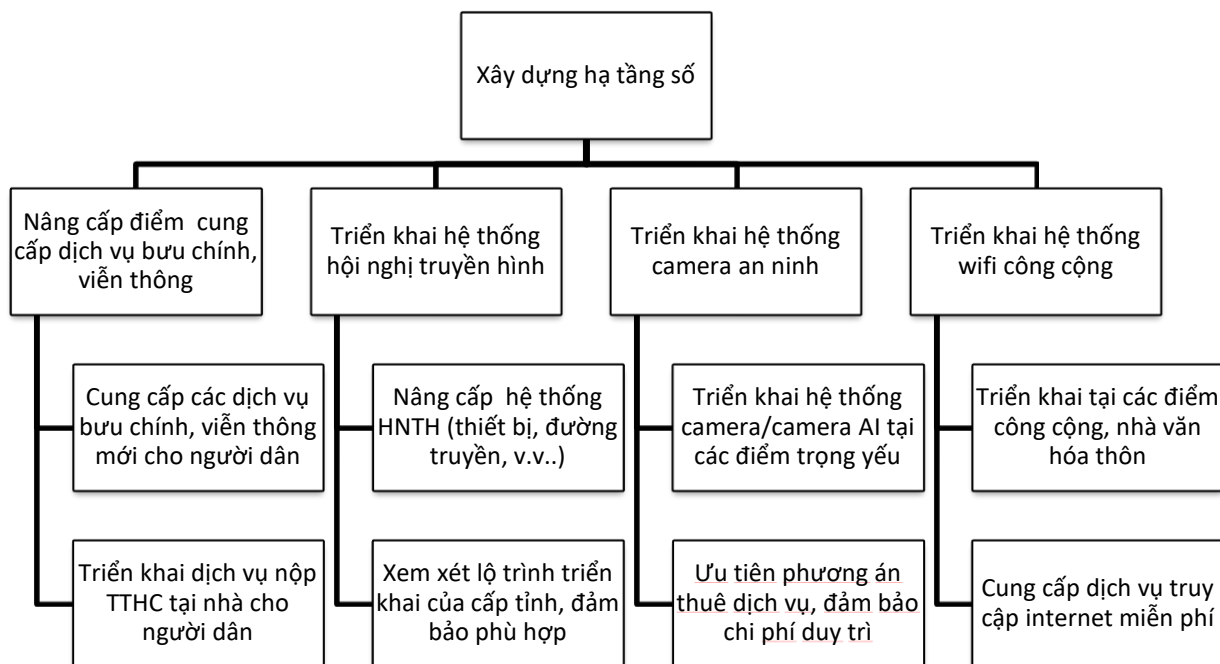 Xây dựng hạ tầng số
Nâng cấp điểm  cung
cấp dịch vụ bưu chính,
viễn thông
Triển khai hệ thống
hội nghị truyền hình
Triển khai hệ thống
camera an ninh
Triển khai hệ thống
wifi công cộng
Cung cấp các dịch vụ
bưu chính, viễn thông
mới cho người dân
Nâng cấp  hệ thống
HNTH (thiết bị, đường
truyền, v.v..)
Triển khai hệ thống
camera/camera AI tại
các điểm trọng yếu
Triển khai tại các điểm
công cộng, nhà văn
hóa thôn
Triển khai dịch vụ nộp
TTHC tại nhà cho
người dân
Xem xét lộ trình triển
khai của cấp tỉnh, đảm
bảo phù hợp
Ưu tiên phương án
thuê dịch vụ, đảm bảo
chi phí duy trì
Cung cấp dịch vụ truy
cập internet miễn phí